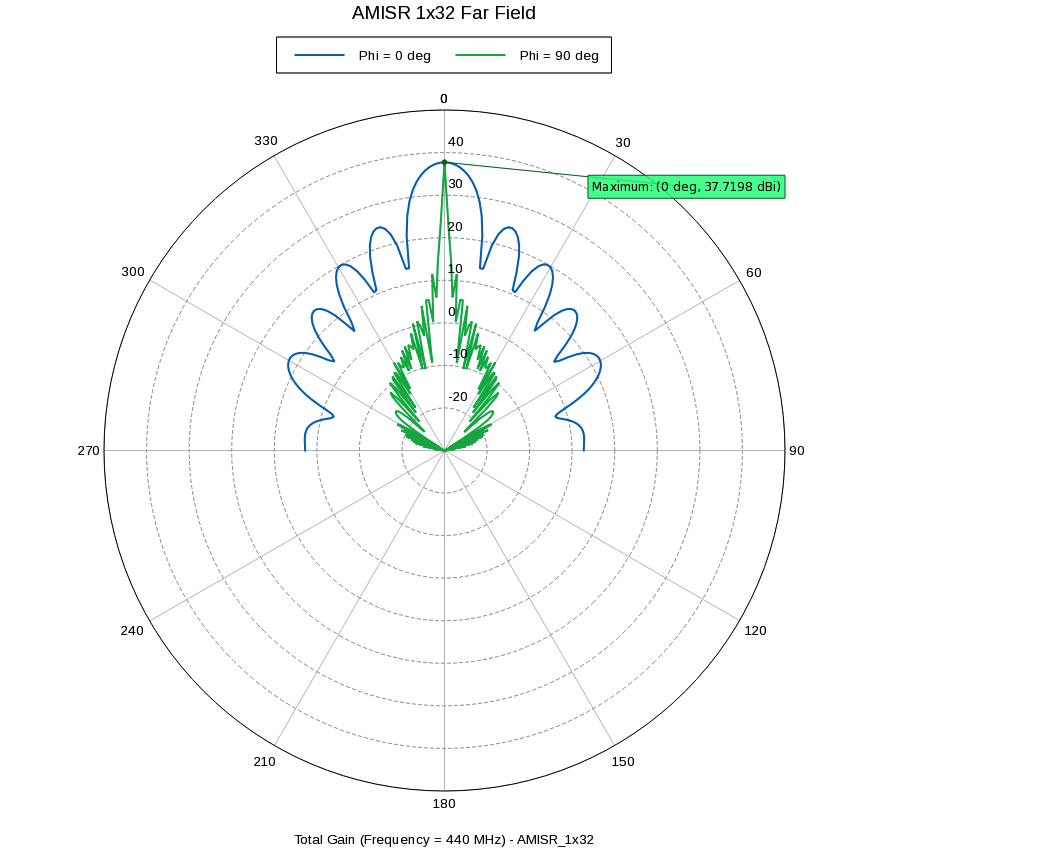 AMISR 1x32 Far Field
Phi = 0 deg Phi = 90 deg
0
330 40 30
30
Maximum: (0 deg, 37.7198 dBi)
20
300 10 60
0
-10
-20
270 90
240 120
210 150
180
Total Gain (Frequency = 440 MHz) - AMISR_1x32